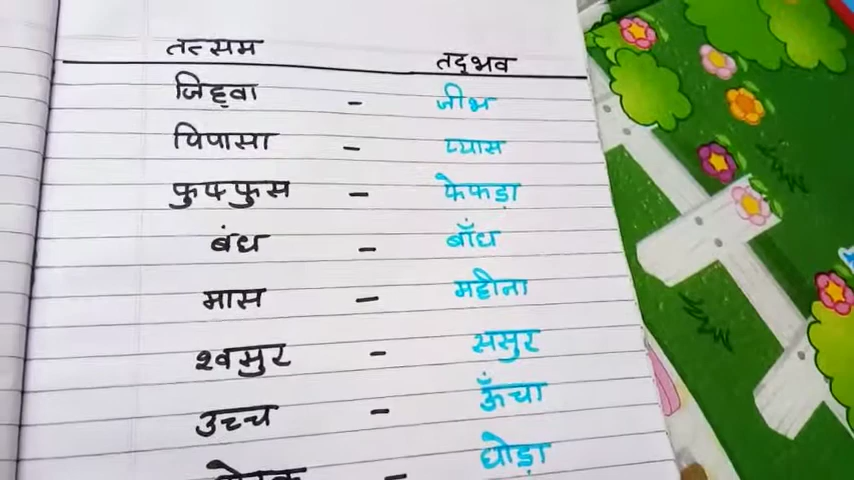 तत्सम तद्भव
जिह्वा - जीभ
पिपासा - प्यास
फुफ्फुस - फेफड़ा
बंध - बाँध
मास - महीना
श्वसुर - ससुर
उच्च - ऊँचा
- घोड़ा